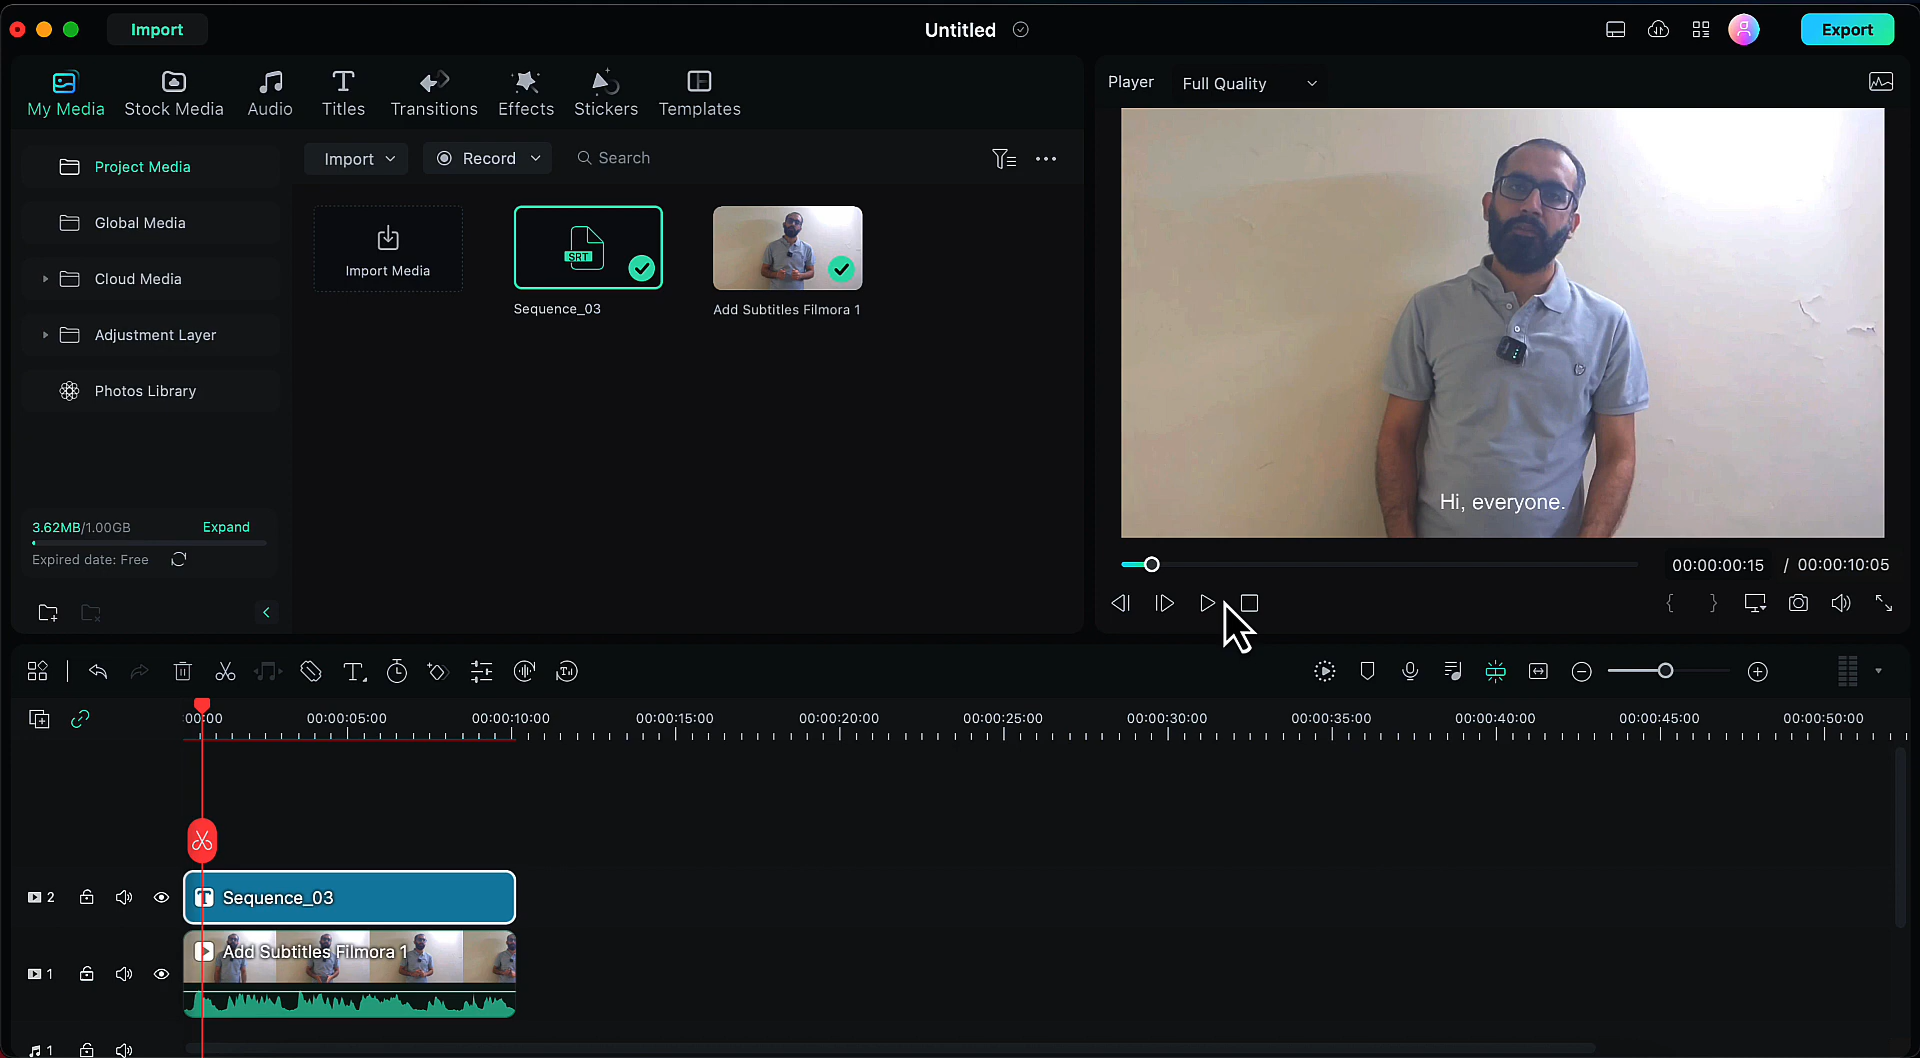 Import
Untitled
Export
My Media
Stock Media
Audio
Titles
Transitions
Effects
Stickers
Templates
Player
Full Quality
Project Media
Global Media
Cloud Media
Adjustment Layer
Photos Library
Import
Record
Search
Import Media
SRT
Sequence_03
Add Subtitles Filmora 1
Hi, everyone.
3.62MB/1.00GB
Expand
Expired date: Free
00:00:00:15 / 00:00:10:05
:00:00
00:00:05:00
00:00:10:00
00:00:15:00
00:00:20:00
00:00:25:00
00:00:30:00
00:00:35:00
00:00:40:00
00:00:45:00
00:00:50:00
2
Sequence_03
1
Add Subtitles Filmora 1
1